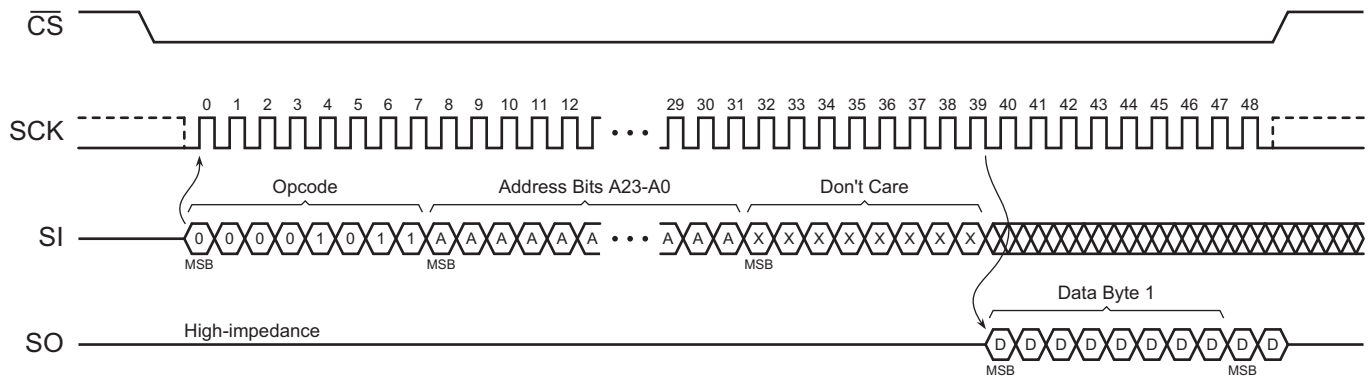 CS
0 1 2 3 4 5 6 7 8 9 10 11 12 29 30 31 32 33 34 35 36 37 38 39 40 41 42 43 44 45 46 47 48
SCK
Opcode Address Bits A23-A0 Don't Care
SI 0 0 0 0 1 0 1 1 A A A A A A A A A X X X X X X X X
MSB MSB MSB
Data Byte 1
High-impedance
SO D D D D D D D D D D
MSB MSB